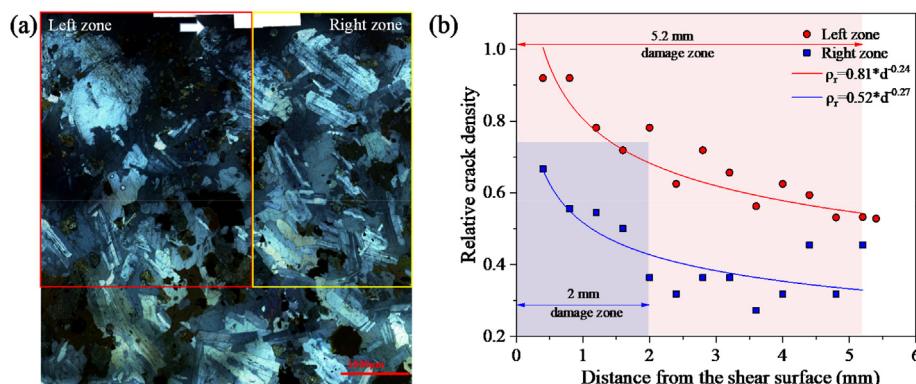 (a)
Left zone
Right zone
(b)
5.2 mm
damage zone
Left zone
Right zone
ρr=0.81*d-0.24
ρr=0.52*d-0.27
2 mm
damage zone
1.0
0.8
0.6
0.4
0.2
0
1
2
3
4
5
6
Relative crack density
Distance from the shear surface (mm)